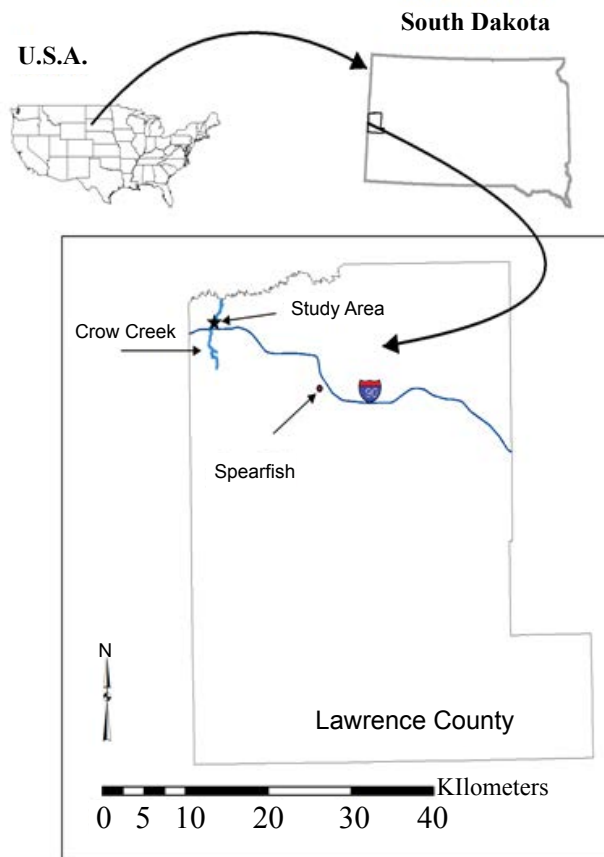 South Dakota
U.S.A.
Study Area
Crow Creek
90
Spearfish
N
Lawrence County
KIlometers
0 5 10 20 30 40